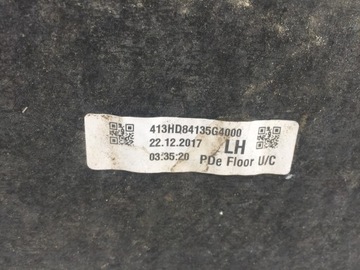 413HD84135G4000
22.12.2017 LH
03:35:20 PDe Floor U/C